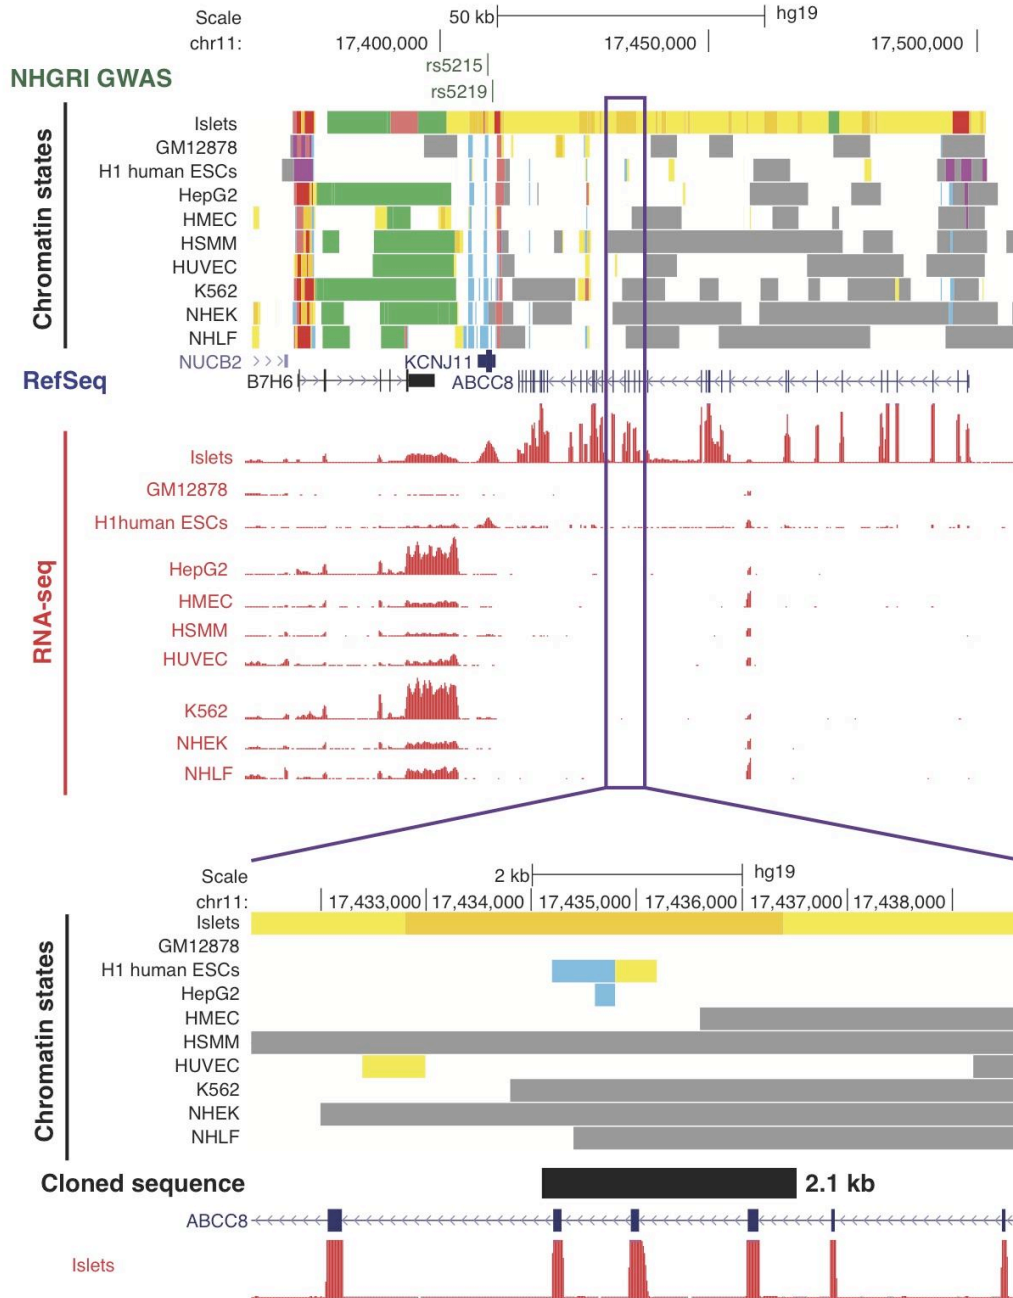 Scale 50 kb hg19
chr11: 17,400,000 17,450,000 17,500,000
rs5215
NHGRI GWAS
rs5219
Chromatin states
Islets
GM12878
H1 human ESCs
HepG2
HMEC
HSMM
HUVEC
K562
NHEK
NHLF
NUCB2 KCNJ11
RefSeq B7H6 ABCC8
RNA-seq
Islets
GM12878
H1human ESCs
HepG2
HMEC
HSMM
HUVEC
K562
NHEK
NHLF
Scale 2 kb hg19
chr11: 17,433,000 17,434,000 17,435,000 17,436,000 17,437,000 17,438,000
Chromatin states
Islets
GM12878
H1 human ESCs
HepG2
HMEC
HSMM
HUVEC
K562
NHEK
NHLF
Cloned sequence 2.1 kb
ABCC8
Islets